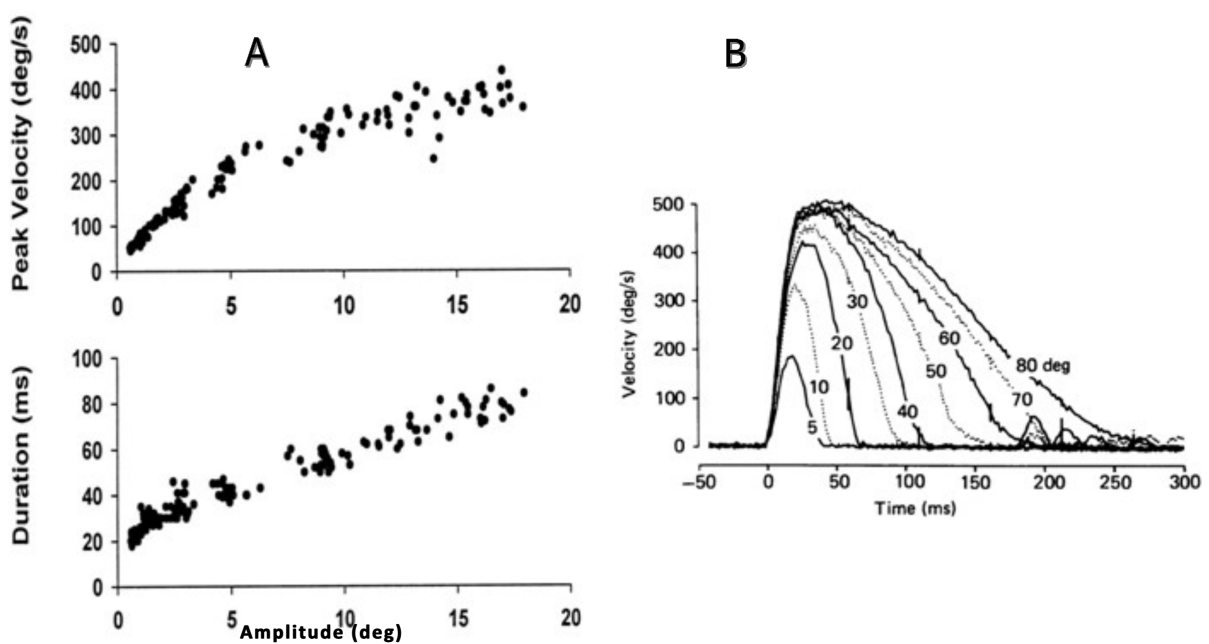 A
Peak Velocity (deg/s)
500
400
300
200
100
0
0 5 10 15 20
Duration (ms)
100
80
60
40
20
0
0 5 10 15 20
Amplitude (deg)
B
Velocity (deg/s)
500
400
300
200
100
0
5
10
20
30
40
50
60
70
80 deg
−50 0 50 100 150 200 250 300
Time (ms)